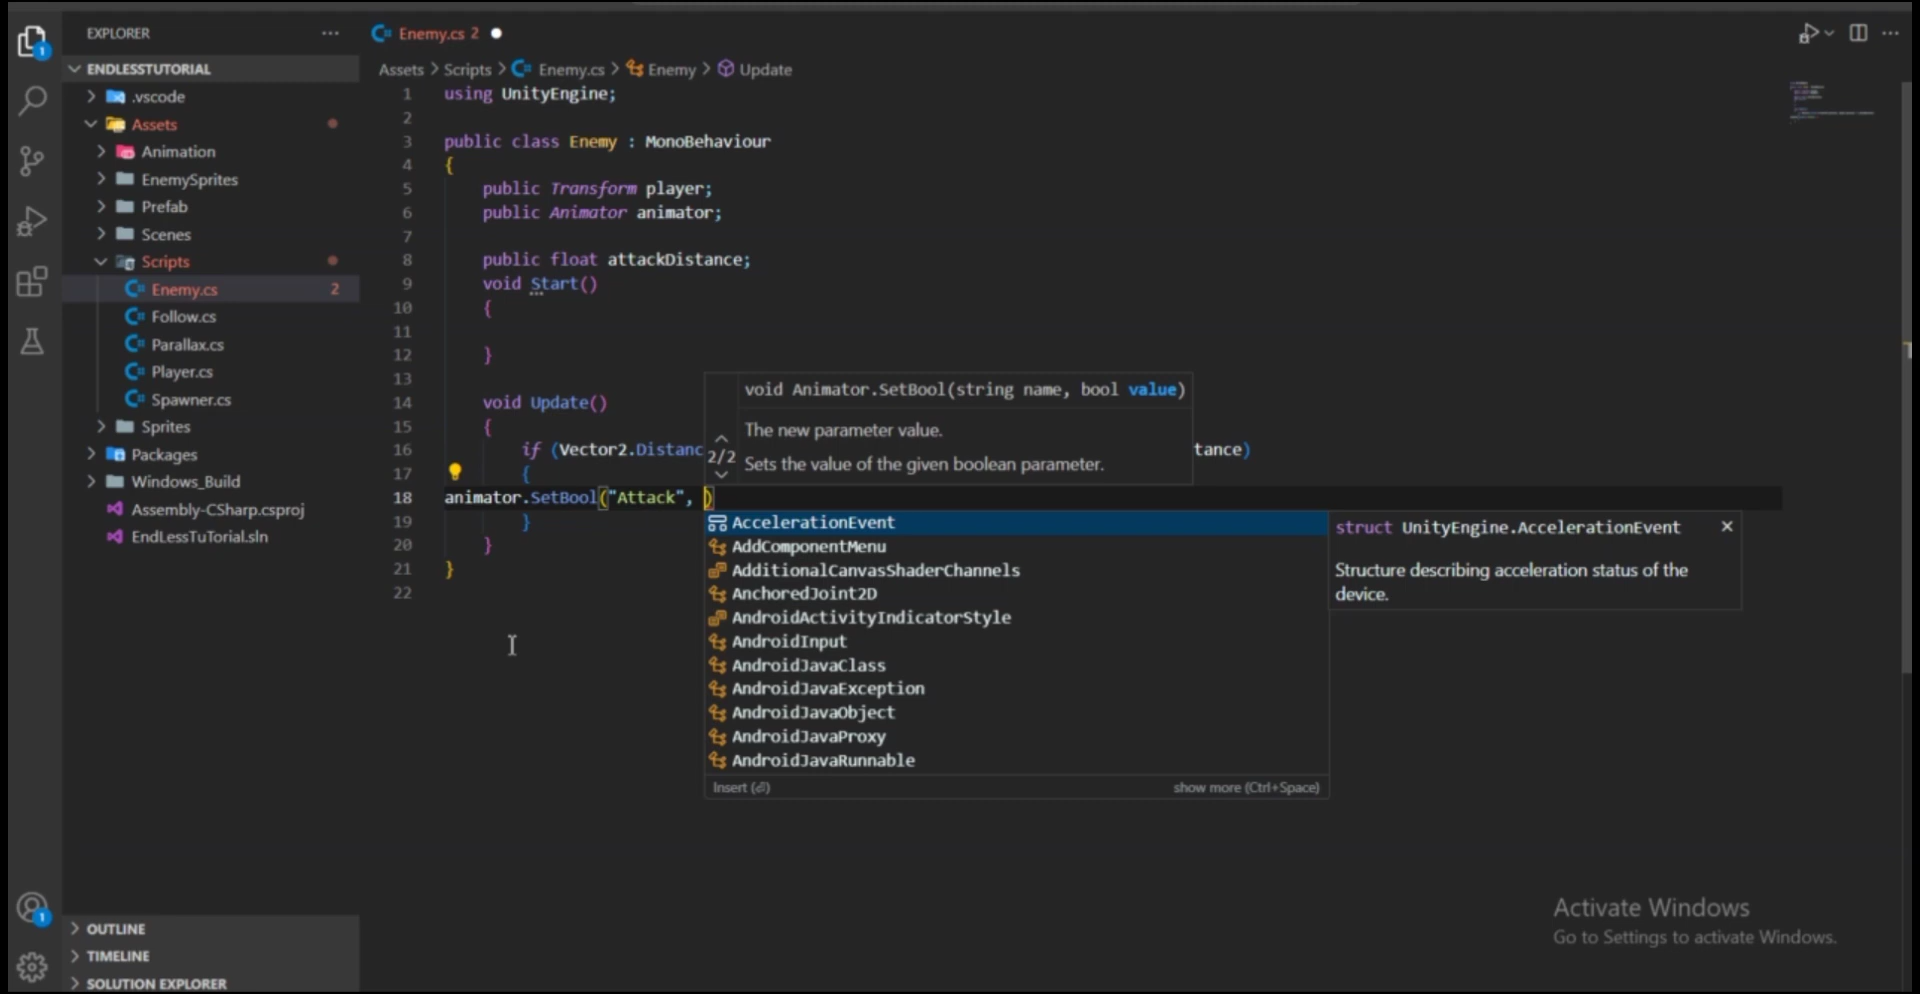 EXPLORER
ENDLESSTUTORIAL
.vscode
Assets
Animation
EnemySprites
Prefab
Scenes
Scripts
Enemy.cs 2
Follow.cs
Parallax.cs
Player.cs
Spawner.cs
Sprites
Packages
Windows_Build
Assembly-CSharp.csproj
EndLessTuTorial.sln
OUTLINE
TIMELINE
SOLUTION EXPLORER
1
1
Enemy.cs 2
Assets > Scripts > Enemy.cs > Enemy > Update
1 using UnityEngine;
2
3 public class Enemy : MonoBehaviour
4 {
5 public Transform player;
6 public Animator animator;
7
8 public float attackDistance;
9 void Start()
10 {
11
12 }
13
14 void Update()
15 {
16 if (Vector2.Distanc tance)
17 {
18 animator.SetBool("Attack", )
19 }
20 }
21 }
22
void Animator.SetBool(string name, bool value)
The new parameter value.
2/2
Sets the value of the given boolean parameter.
AccelerationEvent
AddComponentMenu
AdditionalCanvasShaderChannels
AnchoredJoint2D
AndroidActivityIndicatorStyle
AndroidInput
AndroidJavaClass
AndroidJavaException
AndroidJavaObject
AndroidJavaProxy
AndroidJavaRunnable
Insert (⏎) show more (Ctrl+Space)
struct UnityEngine.AccelerationEvent
Structure describing acceleration status of the
device.
Activate Windows
Go to Settings to activate Windows.